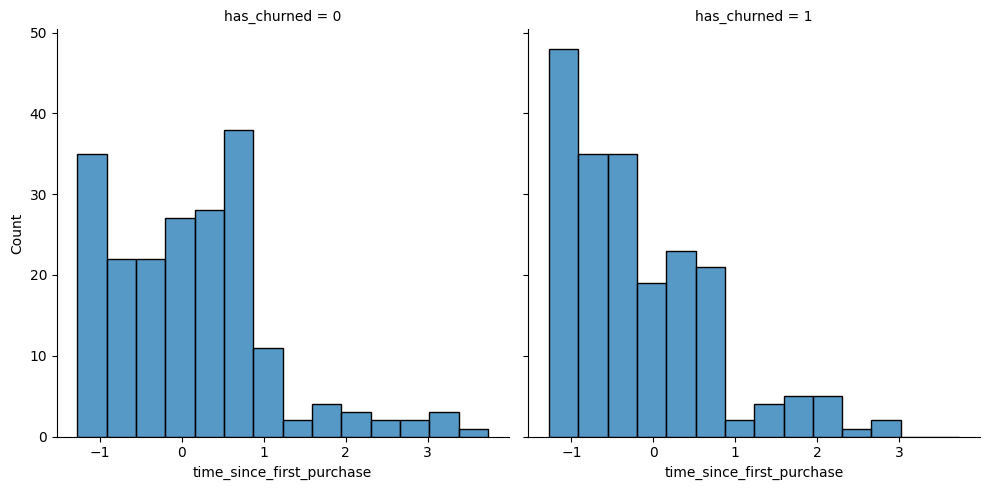 has_churned = 0
has_churned = 1
50
40
30
20
10
0
Count
−1 0 1 2 3
−1 0 1 2 3
time_since_first_purchase
time_since_first_purchase